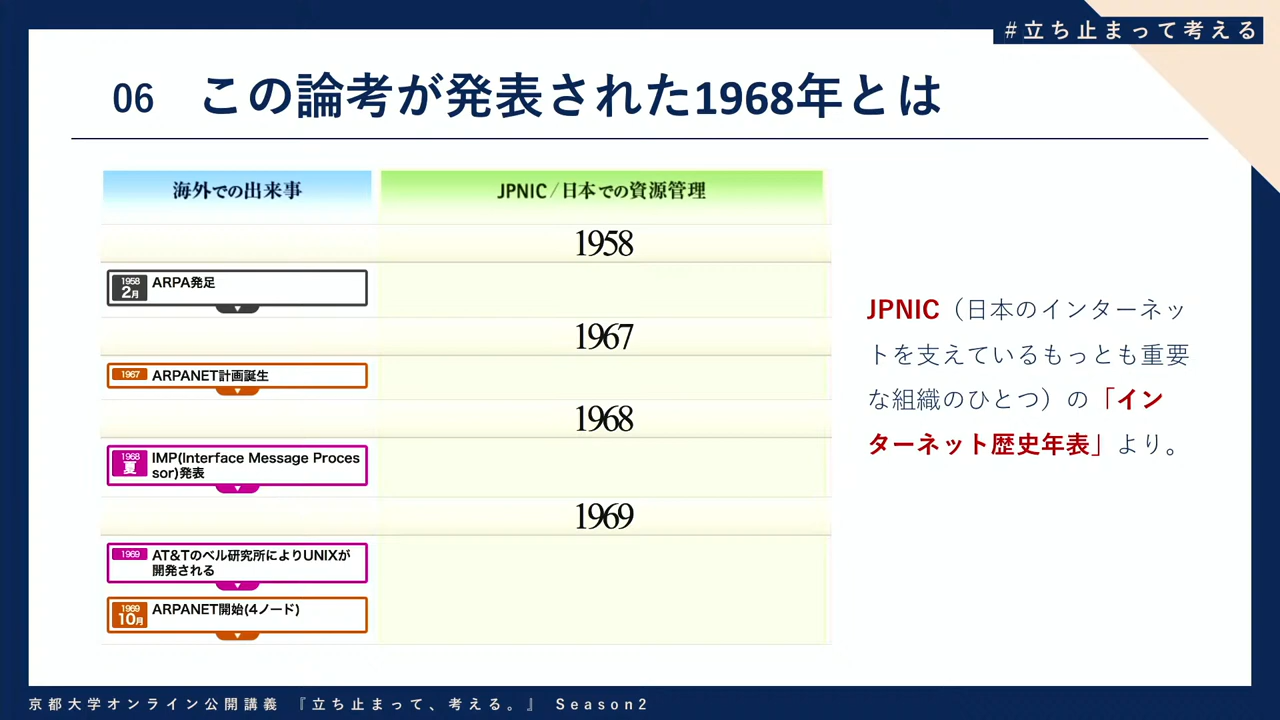 #立ち止まって考える
06 この論考が発表された1968年とは
海外での出来事
JPNIC/日本での資源管理
1958
1958
2月
ARPA発足
1967
1967
ARPANET計画誕生
1968
1968
夏
IMP(Interface Message Proces
sor)発表
1969
1969
AT&Tのベル研究所によりUNIXが
開発される
1969
10月
ARPANET開始(4ノード)
JPNIC（日本のインターネッ
トを支えているもっとも重要
な組織のひとつ）の「イン
ターネット歴史年表」より。
京都大学オンライン公開講義 『立ち止まって、考える。』 Season2